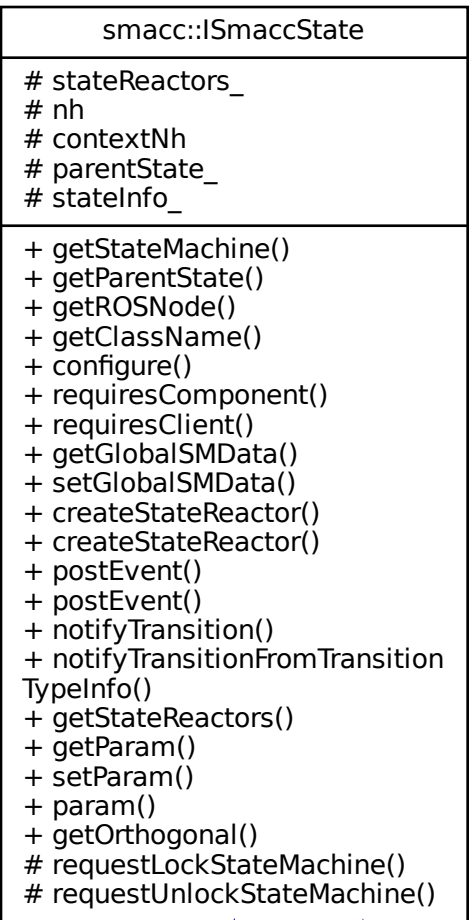 smacc::ISmaccState
# stateReactors_
# nh
# contextNh
# parentState_
# stateInfo_
+ getStateMachine()
+ getParentState()
+ getROSNode()
+ getClassName()
+ configure()
+ requiresComponent()
+ requiresClient()
+ getGlobalSMData()
+ setGlobalSMData()
+ createStateReactor()
+ createStateReactor()
+ postEvent()
+ postEvent()
+ notifyTransition()
+ notifyTransitionFromTransition
TypeInfo()
+ getStateReactors()
+ getParam()
+ setParam()
+ param()
+ getOrthogonal()
# requestLockStateMachine()
# requestUnlockStateMachine()